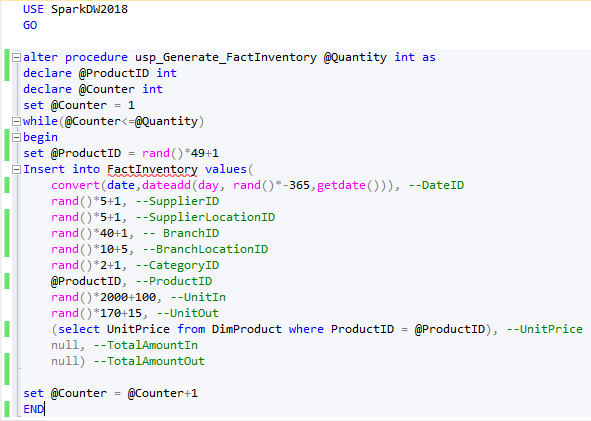 USE SparkDW2018
GO
alter procedure usp_Generate_FactInventory @Quantity int as
declare @ProductID int
declare @Counter int
set @Counter = 1
while(@Counter<=@Quantity)
begin
set @ProductID = rand()*49+1
Insert into FactInventory values(
convert(date,dateadd(day, rand()*-365,getdate())), --DateID
rand()*5+1, --SupplierID
rand()*5+1, --SupplierLocationID
rand()*40+1, -- BranchID
rand()*10+5, --BranchLocationID
rand()*2+1, --CategoryID
@ProductID, --ProductID
rand()*2000+100, --UnitIn
rand()*170+15, --UnitOut
(select UnitPrice from DimProduct where ProductID = @ProductID), --UnitPrice
null, --TotalAmountIn
null) --TotalAmountOut
set @Counter = @Counter+1
END